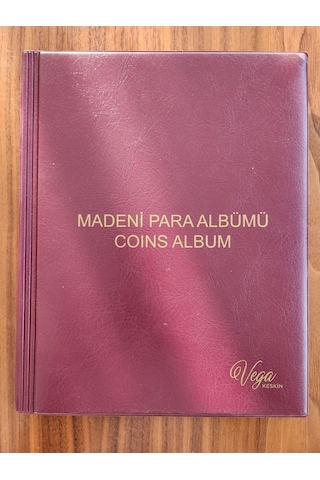 MADENİ PARA ALBÜMÜ
COINS ALBUM
Vega
KESKİN